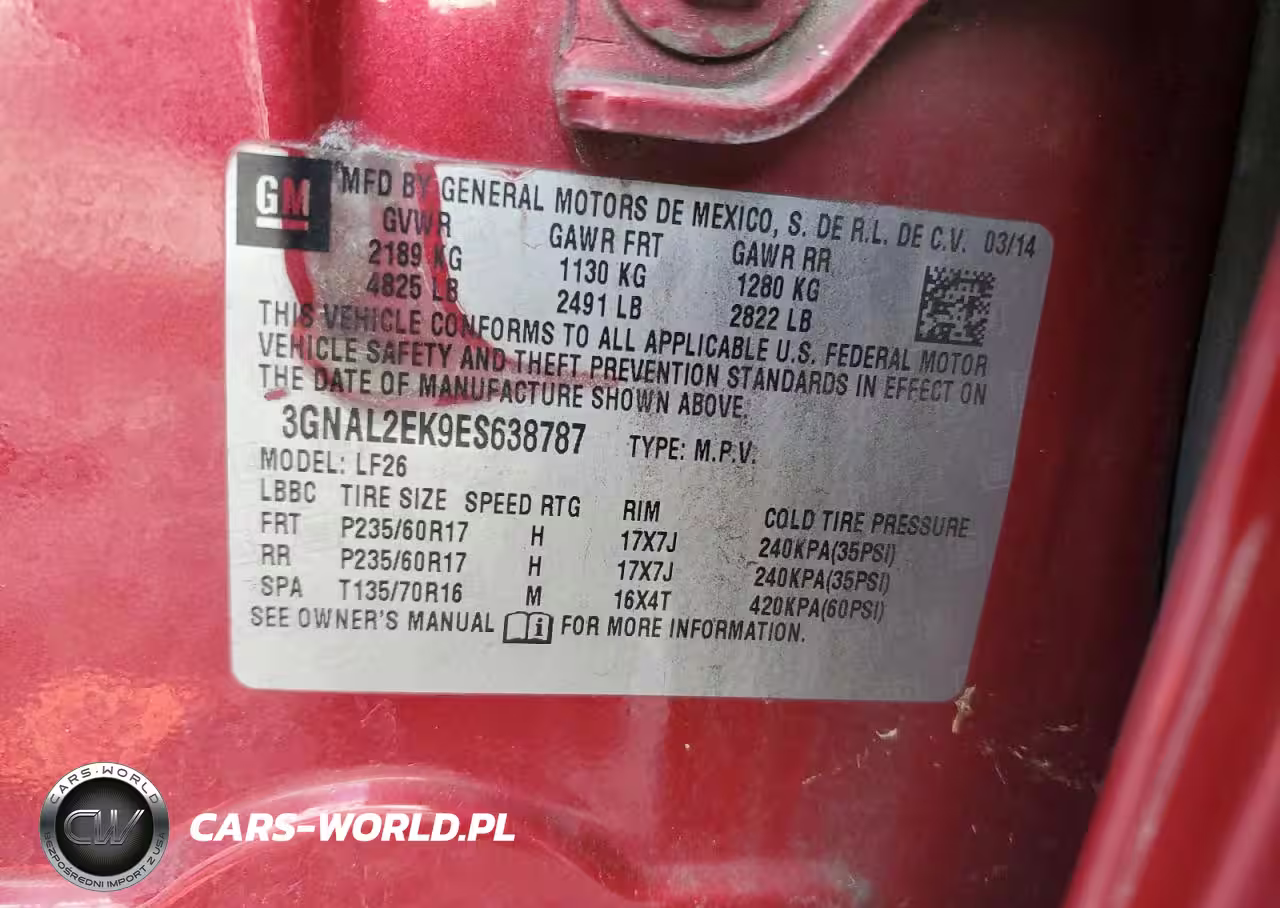 GM
MFD BY GENERAL MOTORS DE MEXICO, S. DE R.L. DE C.V. 03/14
GVWR GAWR FRT GAWR RR
2189 KG 1130 KG 1280 KG
4825 LB 2491 LB 2822 LB
THIS VEHICLE CONFORMS TO ALL APPLICABLE U.S. FEDERAL MOTOR
VEHICLE SAFETY AND THEFT PREVENTION STANDARDS IN EFFECT ON
THE DATE OF MANUFACTURE SHOWN ABOVE.
3GNAL2EK9ES638787 TYPE: M.P.V.
MODEL: LF26
LBBC TIRE SIZE SPEED RTG RIM COLD TIRE PRESSURE
FRT P235/60R17 H 17X7J 240KPA(35PSI)
RR P235/60R17 H 17X7J 240KPA(35PSI)
SPA T135/70R16 M 16X4T 420KPA(60PSI)
SEE OWNER'S MANUAL i FOR MORE INFORMATION.
CARS-WORLD
CW
BEZPOŚREDNI IMPORT Z USA
CARS-WORLD.PL